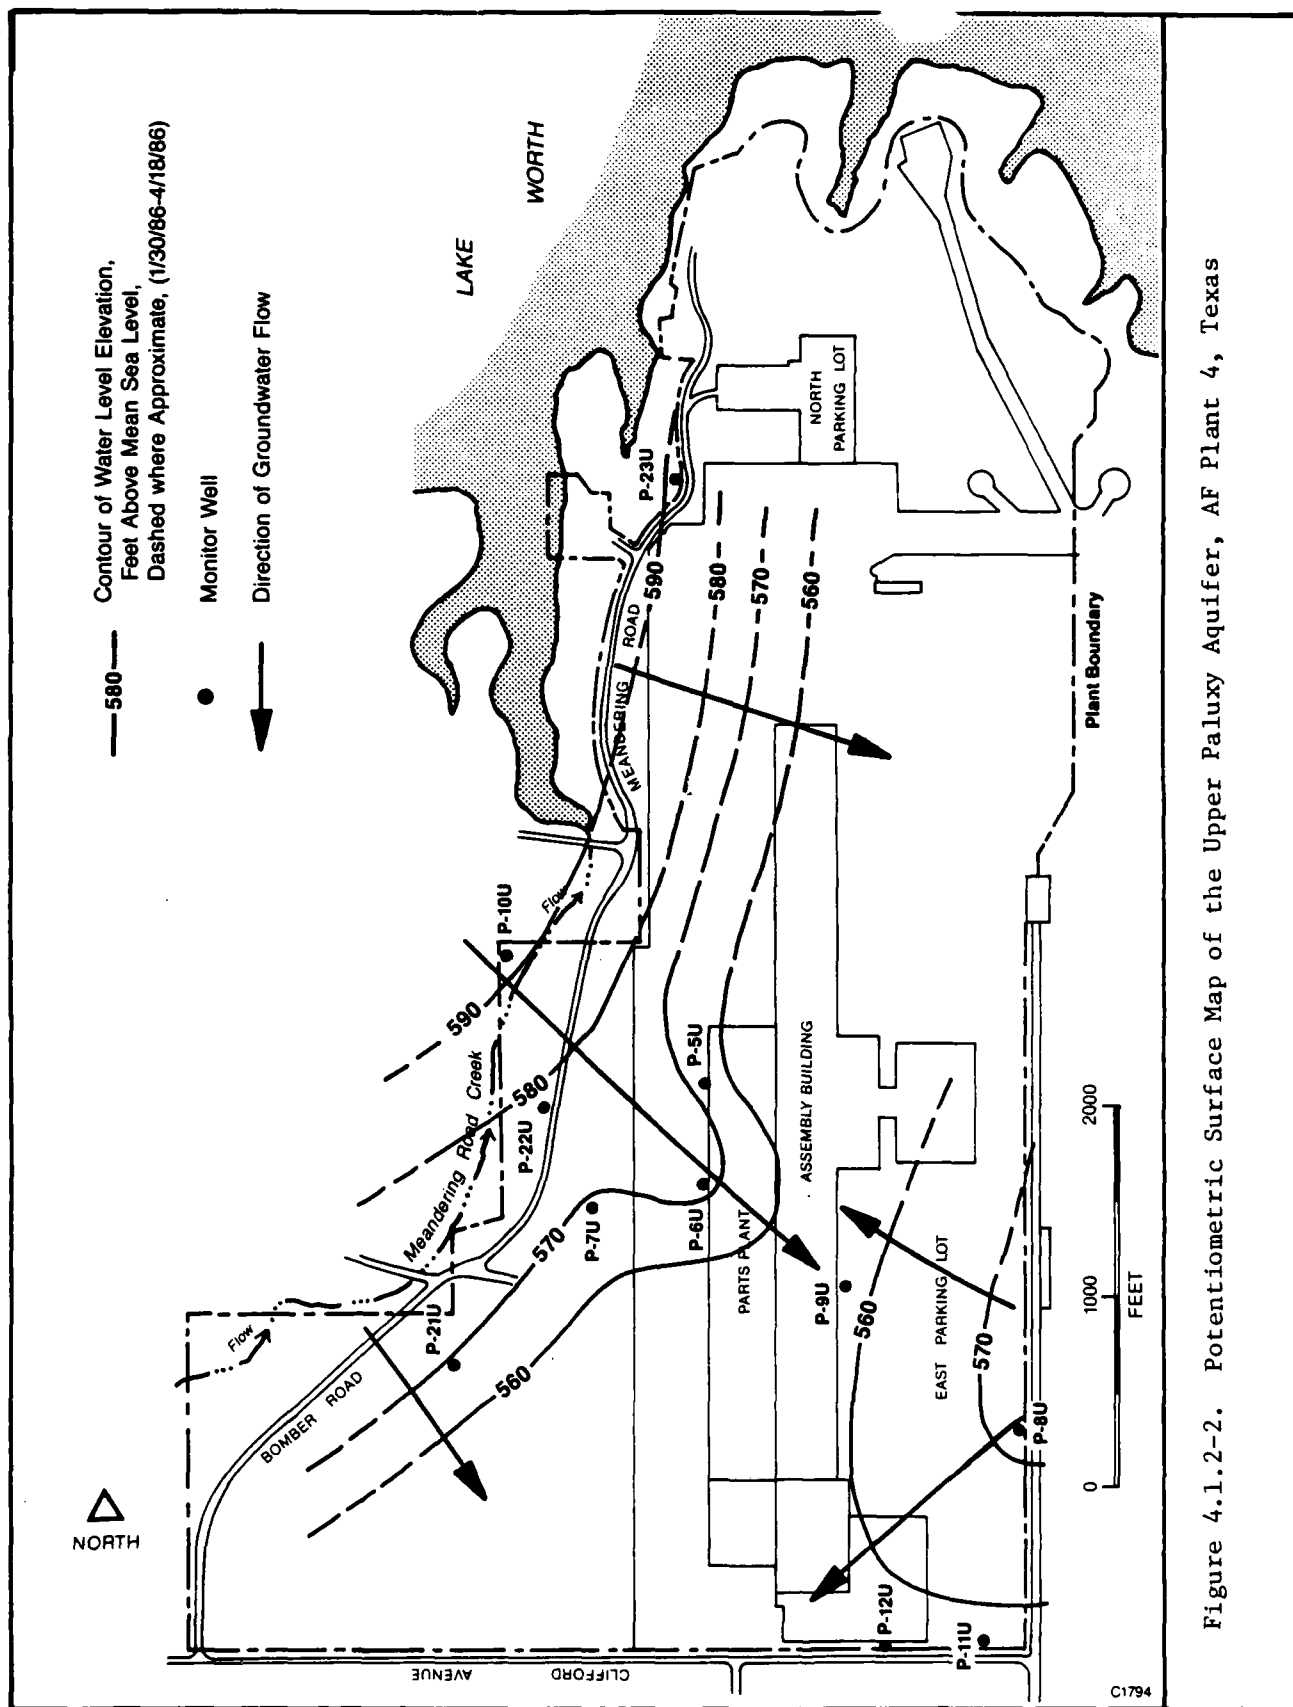 580
Contour of Water Level Elevation,
Feet Above Mean Sea Level,
Dashed where Approximate, (1/30/86-4/18/86)
Monitor Well
Direction of Groundwater Flow
NORTH
LAKE
WORTH
BOMBER ROAD
Flow
Meandering Road Creek
Flow
MEANDERING ROAD
CLIFFORD
AVENUE
590
580
570
560
590
580
570
560
560
570
P-21U
P-22U
P-10U
P-23U
P-7U
P-6U
P-5U
P-9U
P-8U
P-12U
P-11U
PARTS PLANT
ASSEMBLY BUILDING
EAST PARKING LOT
NORTH
PARKING LOT
Plant Boundary
0
1000
2000
FEET
C1794
Figure 4.1.2-2. Potentiometric Surface Map of the Upper Paluxy Aquifer, AF Plant 4, Texas